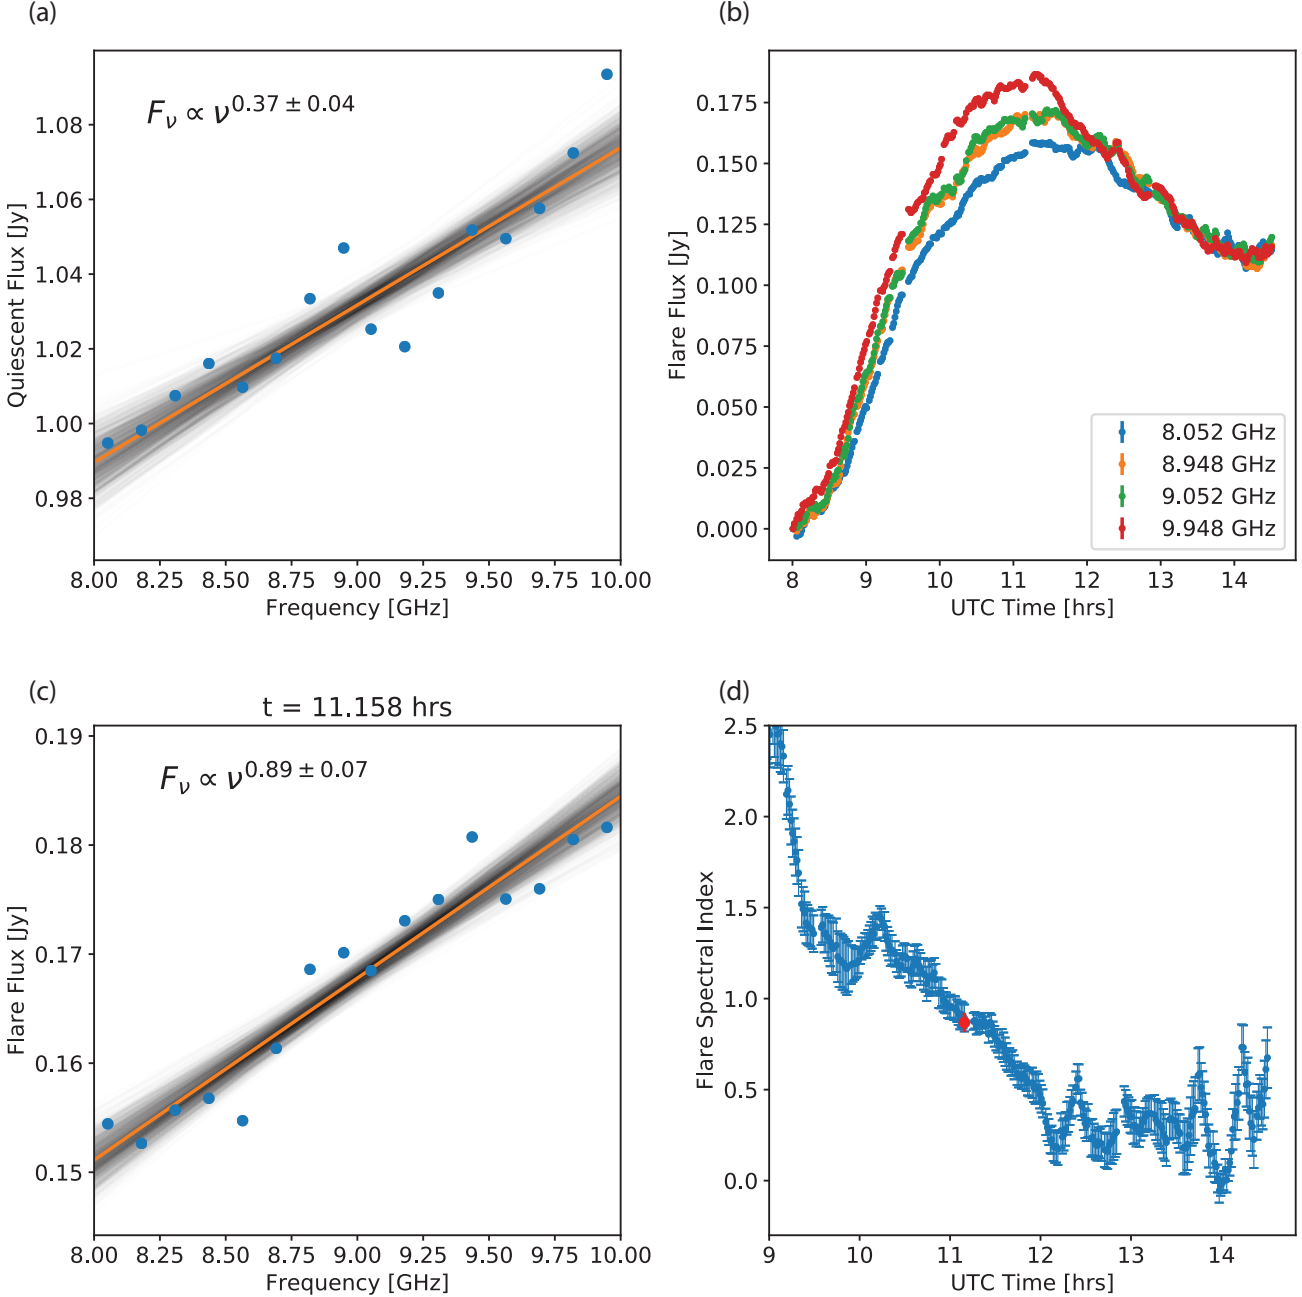 (a)
F_ν ∝ ν^0.37 ± 0.04
1.08
1.06
1.04
1.02
1.00
0.98
Quiescent Flux [Jy]
8.00 8.25 8.50 8.75 9.00 9.25 9.50 9.75 10.00
Frequency [GHz]
(b)
0.175
0.150
0.125
0.100
0.075
0.050
0.025
0.000
Flare Flux [Jy]
8.052 GHz
8.948 GHz
9.052 GHz
9.948 GHz
8 9 10 11 12 13 14
UTC Time [hrs]
(c)
t = 11.158 hrs
F_ν ∝ ν^0.89 ± 0.07
0.19
0.18
0.17
0.16
0.15
Flare Flux [Jy]
8.00 8.25 8.50 8.75 9.00 9.25 9.50 9.75 10.00
Frequency [GHz]
(d)
2.5
2.0
1.5
1.0
0.5
0.0
Flare Spectral Index
9 10 11 12 13 14
UTC Time [hrs]